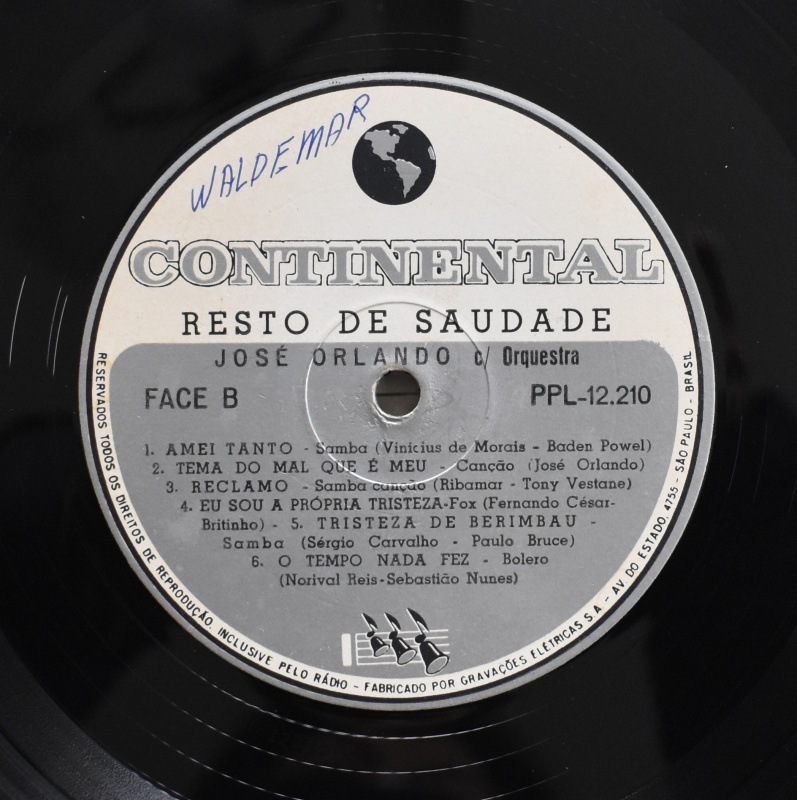 WALDEMAR
CONTINENTAL
RESTO DE SAUDADE
JOSÉ ORLANDO c/ Orquestra
FACE B
PPL-12.210
1. AMEI TANTO - Samba (Vinicius de Morais - Baden Powel)
2. TEMA DO MAL QUE É MEU - Canção (José Orlando)
3. RECLAMO - Samba canção (Ribamar - Tony Vestane)
4. EU SOU A PRÓPRIA TRISTEZA-Fox (Fernando César-
Britinho) - 5. TRISTEZA DE BERIMBAU -
Samba (Sérgio Carvalho - Paulo Bruce)
6. O TEMPO NADA FEZ - Bolero
(Norival Reis-Sebastião Nunes)
RESERVADOS TODOS OS DIREITOS DE REPRODUÇÃO, INCLUSIVE PELO RÁDIO - FABRICADO POR GRAVAÇÕES ELÉTRICAS S.A. - AV. DO ESTADO, 4755 - SÃO PAULO - BRASIL